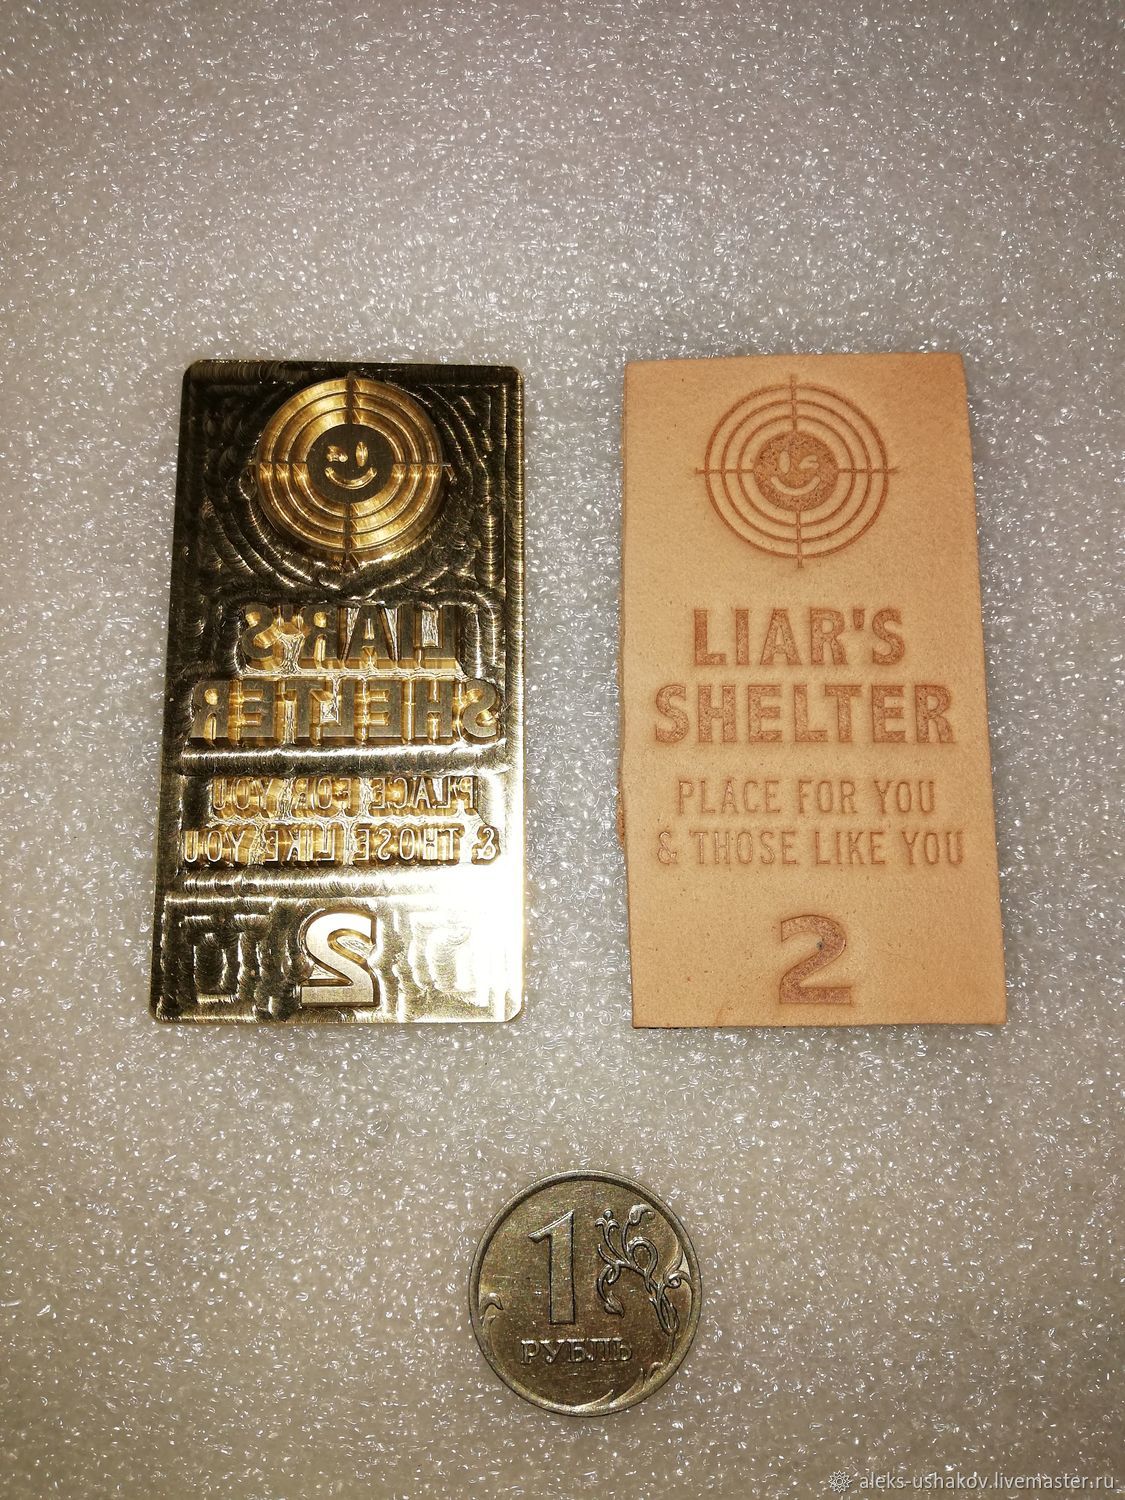 LIAR'S
SHELTER
PLACE FOR YOU
& THOSE LIKE YOU
2
LIAR'S
SHELTER
PLACE FOR YOU
& THOSE LIKE YOU
2
1
РУБЛЬ
aleks-ushakov.livemaster.ru